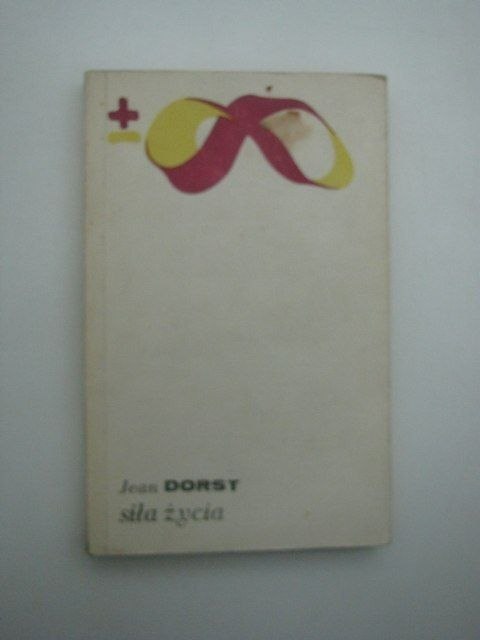 ±
Jean DORST
siła życia